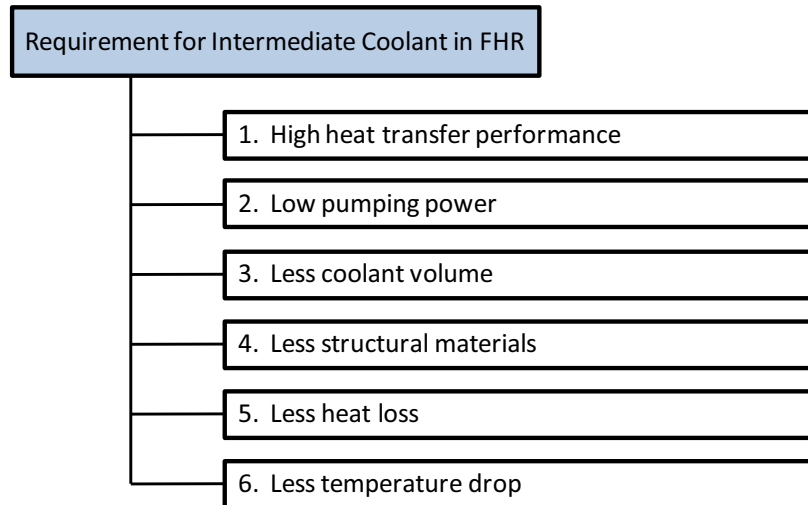 Requirement for Intermediate Coolant in FHR
1. High heat transfer performance
2. Low pumping power
3. Less coolant volume
4. Less structural materials
5. Less heat loss
6. Less temperature drop